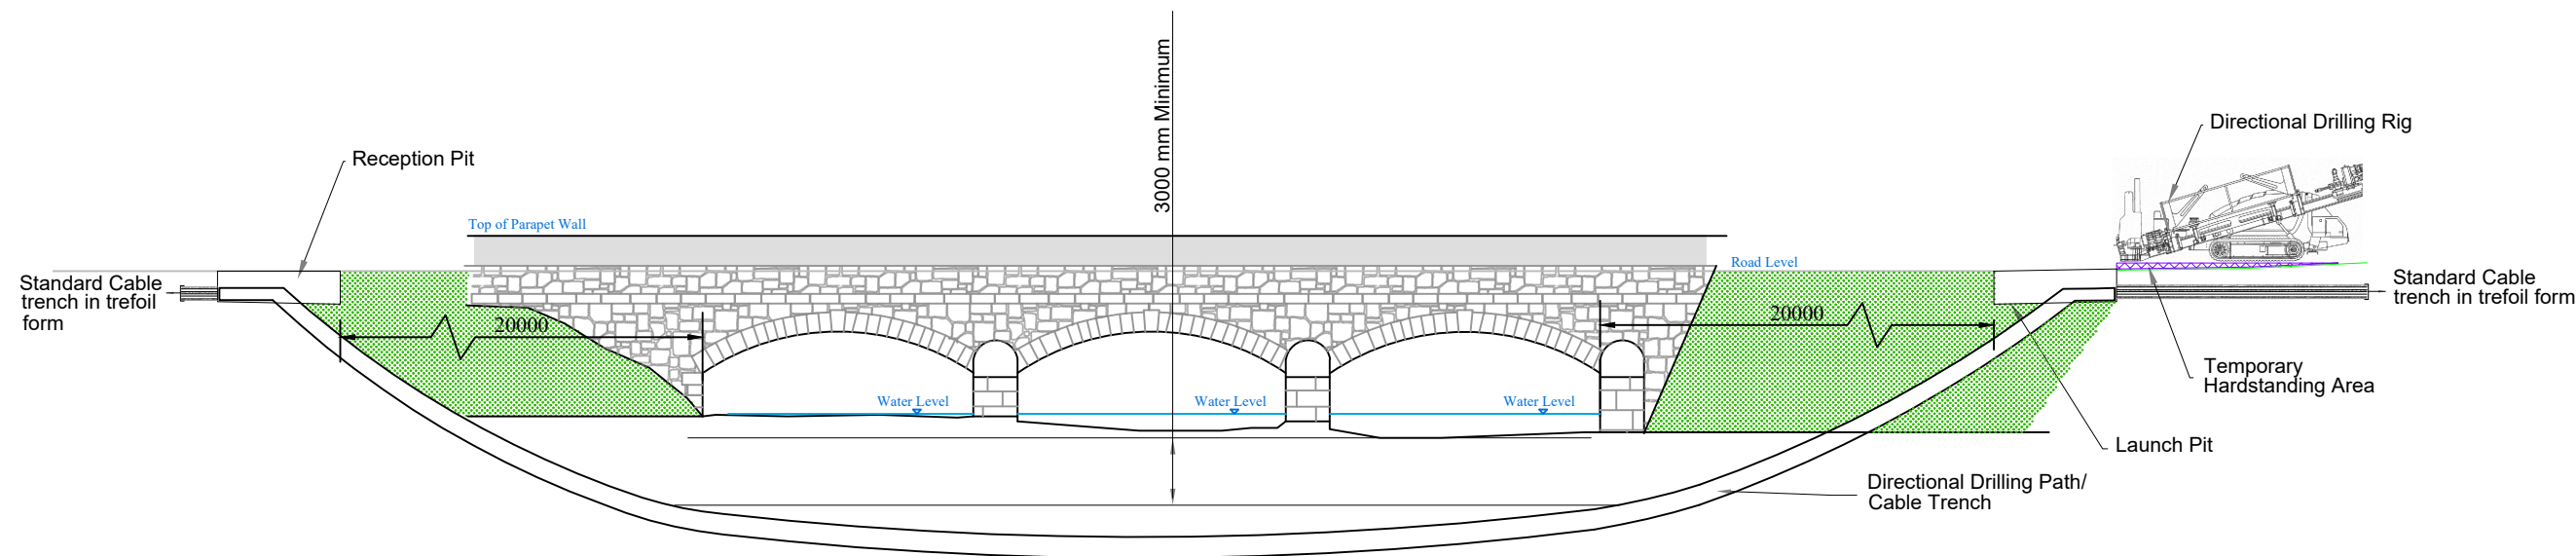 3000 mm Minimum
Directional Drilling Rig
Reception Pit
Top of Parapet Wall
Road Level
Standard Cable
trench in trefoil
form
Standard Cable
trench in trefoil form
20000
20000
Temporary
Hardstanding Area
Water Level
Water Level
Water Level
Launch Pit
Directional Drilling Path/
Cable Trench